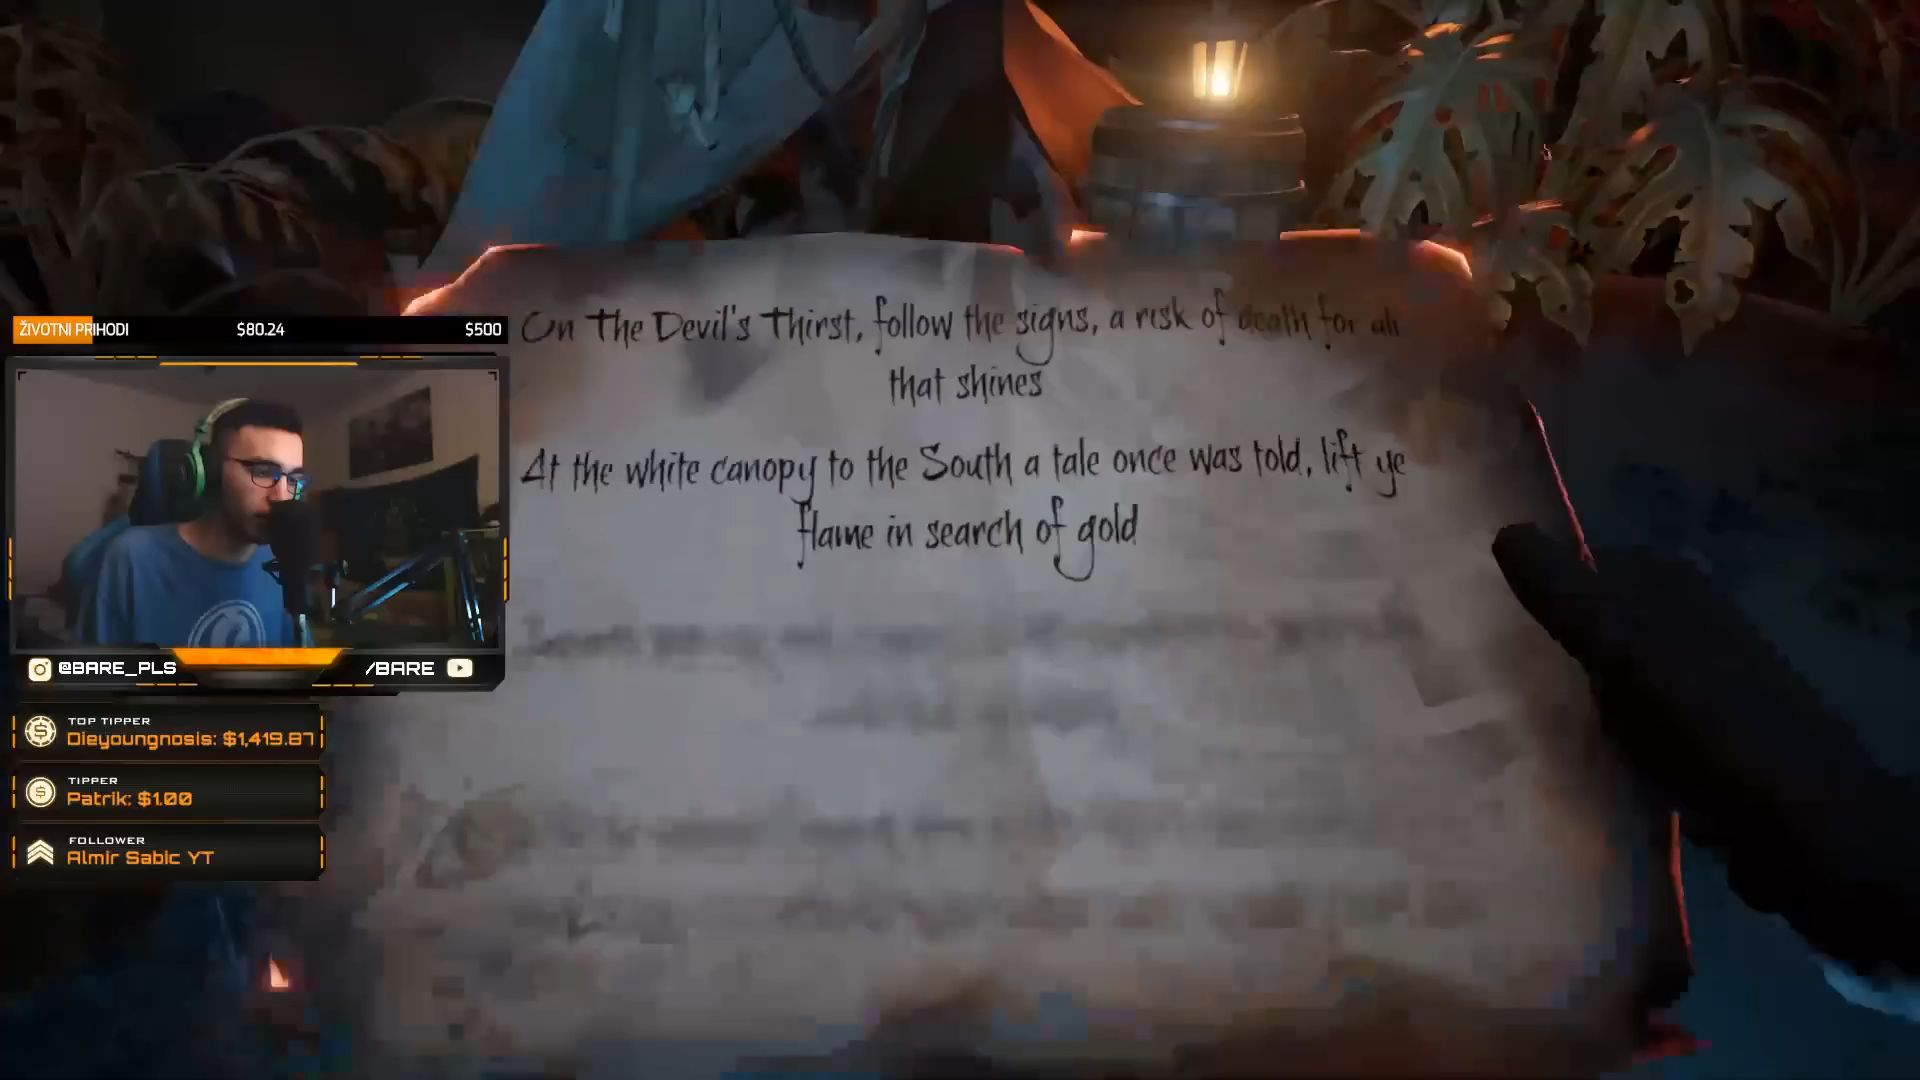 On The Devil's Thirst, follow the signs, a risk of death for all
that shines
At the white canopy to the South a tale once was told, lift ye
flame in search of gold
ŽIVOTNI PRIHODI $80.24 $500
@BARE_PLS /BARE
TOP TIPPER
Dieyoungnosis: $1,419.87
TIPPER
Patrik: $1.00
FOLLOWER
Almir Sabic YT